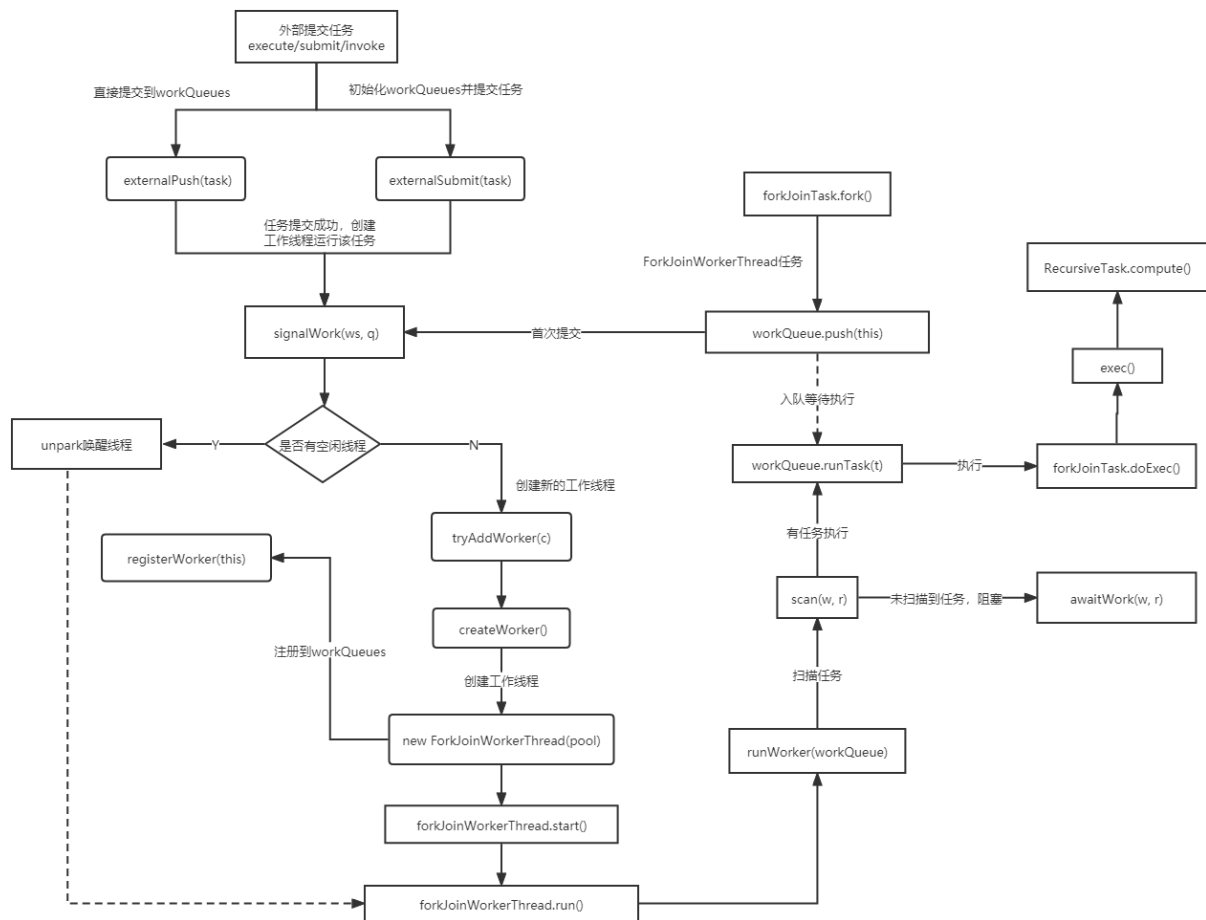 外部提交任务
execute/submit/invoke
直接提交到workQueues
初始化workQueues并提交任务
externalPush(task)
externalSubmit(task)
forkJoinTask.fork()
任务提交成功，创建
工作线程运行该任务
ForkJoinWorkerThread任务
RecursiveTask.compute()
signalWork(ws, q)
首次提交
workQueue.push(this)
exec()
入队等待执行
unpark唤醒线程
Y
是否有空闲线程
N
workQueue.runTask(t)
执行
forkJoinTask.doExec()
创建新的工作线程
tryAddWorker(c)
有任务执行
registerWorker(this)
scan(w, r)
未扫描到任务，阻塞
awaitWork(w, r)
createWorker()
注册到workQueues
创建工作线程
扫描任务
new ForkJoinWorkerThread(pool)
runWorker(workQueue)
forkJoinWorkerThread.start()
forkJoinWorkerThread.run()